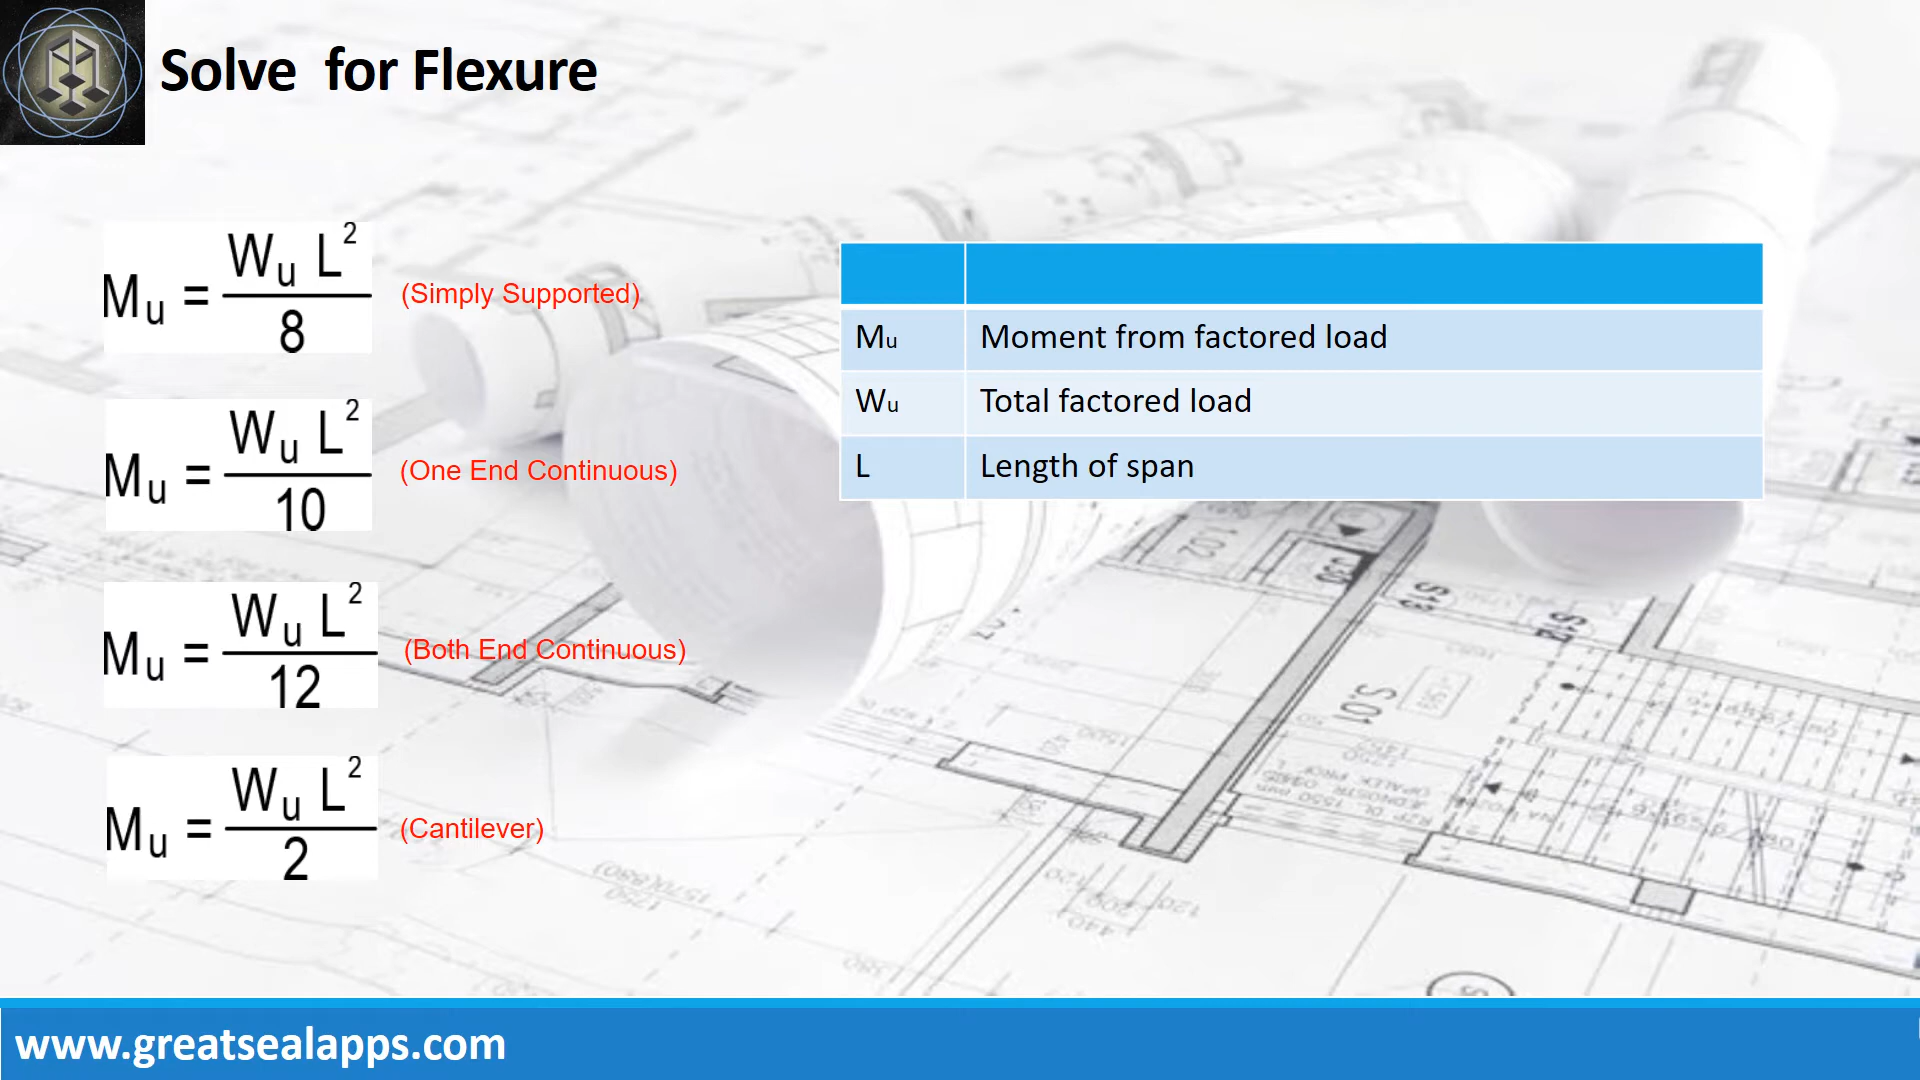 Solve  for Flexure
Mu = Wu L² / 8 (Simply Supported)
Mu = Wu L² / 10 (One End Continuous)
Mu = Wu L² / 12 (Both End Continuous)
Mu = Wu L² / 2 (Cantilever)
Mu Moment from factored load
Wu Total factored load
L Length of span
www.greatsealapps.com